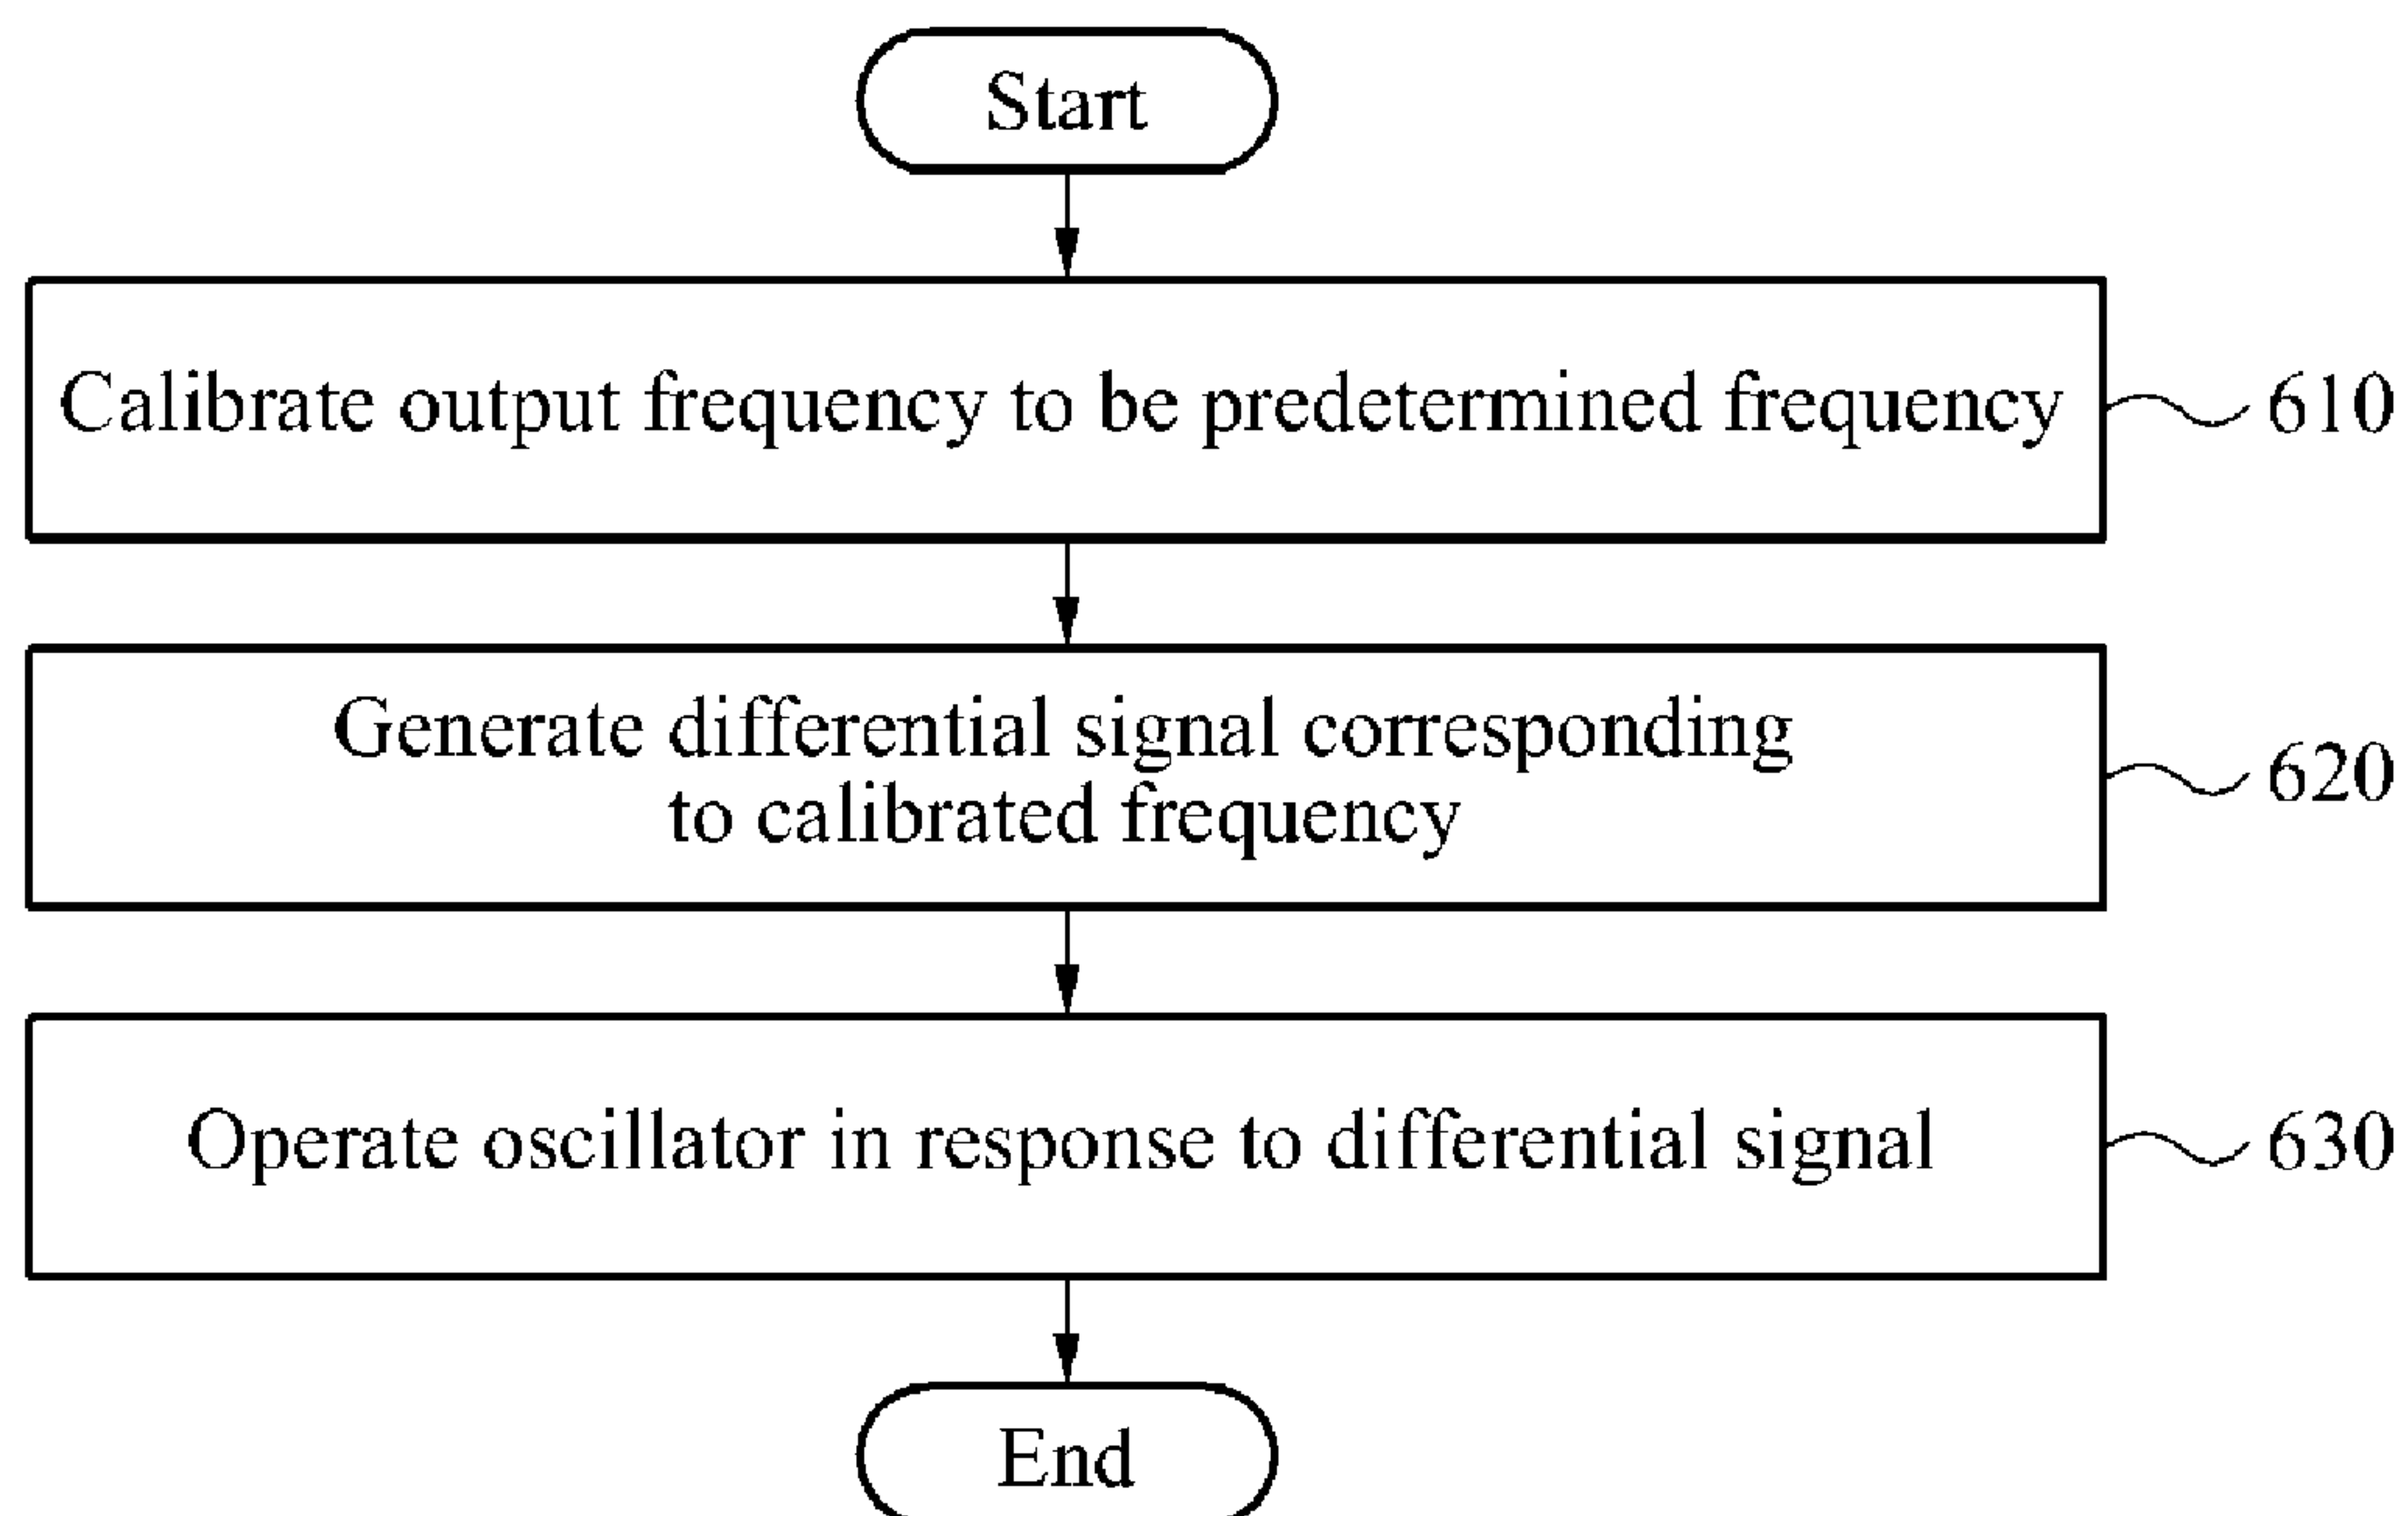 Start
Calibrate output frequency to be predetermined frequency
610
Generate differential signal corresponding
to calibrated frequency
620
Operate oscillator in response to differential signal
630
End